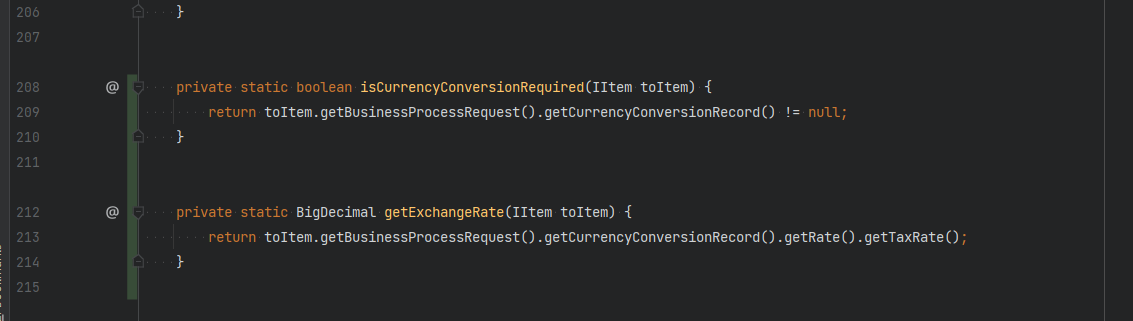 206 }
207
208 @ private static boolean isCurrencyConversionRequired(IItem toItem) {
209 return toItem.getBusinessProcessRequest().getCurrencyConversionRecord() != null;
210 }
211
212 @ private static BigDecimal getExchangeRate(IItem toItem) {
213 return toItem.getBusinessProcessRequest().getCurrencyConversionRecord().getRate().getTaxRate();
214 }
215